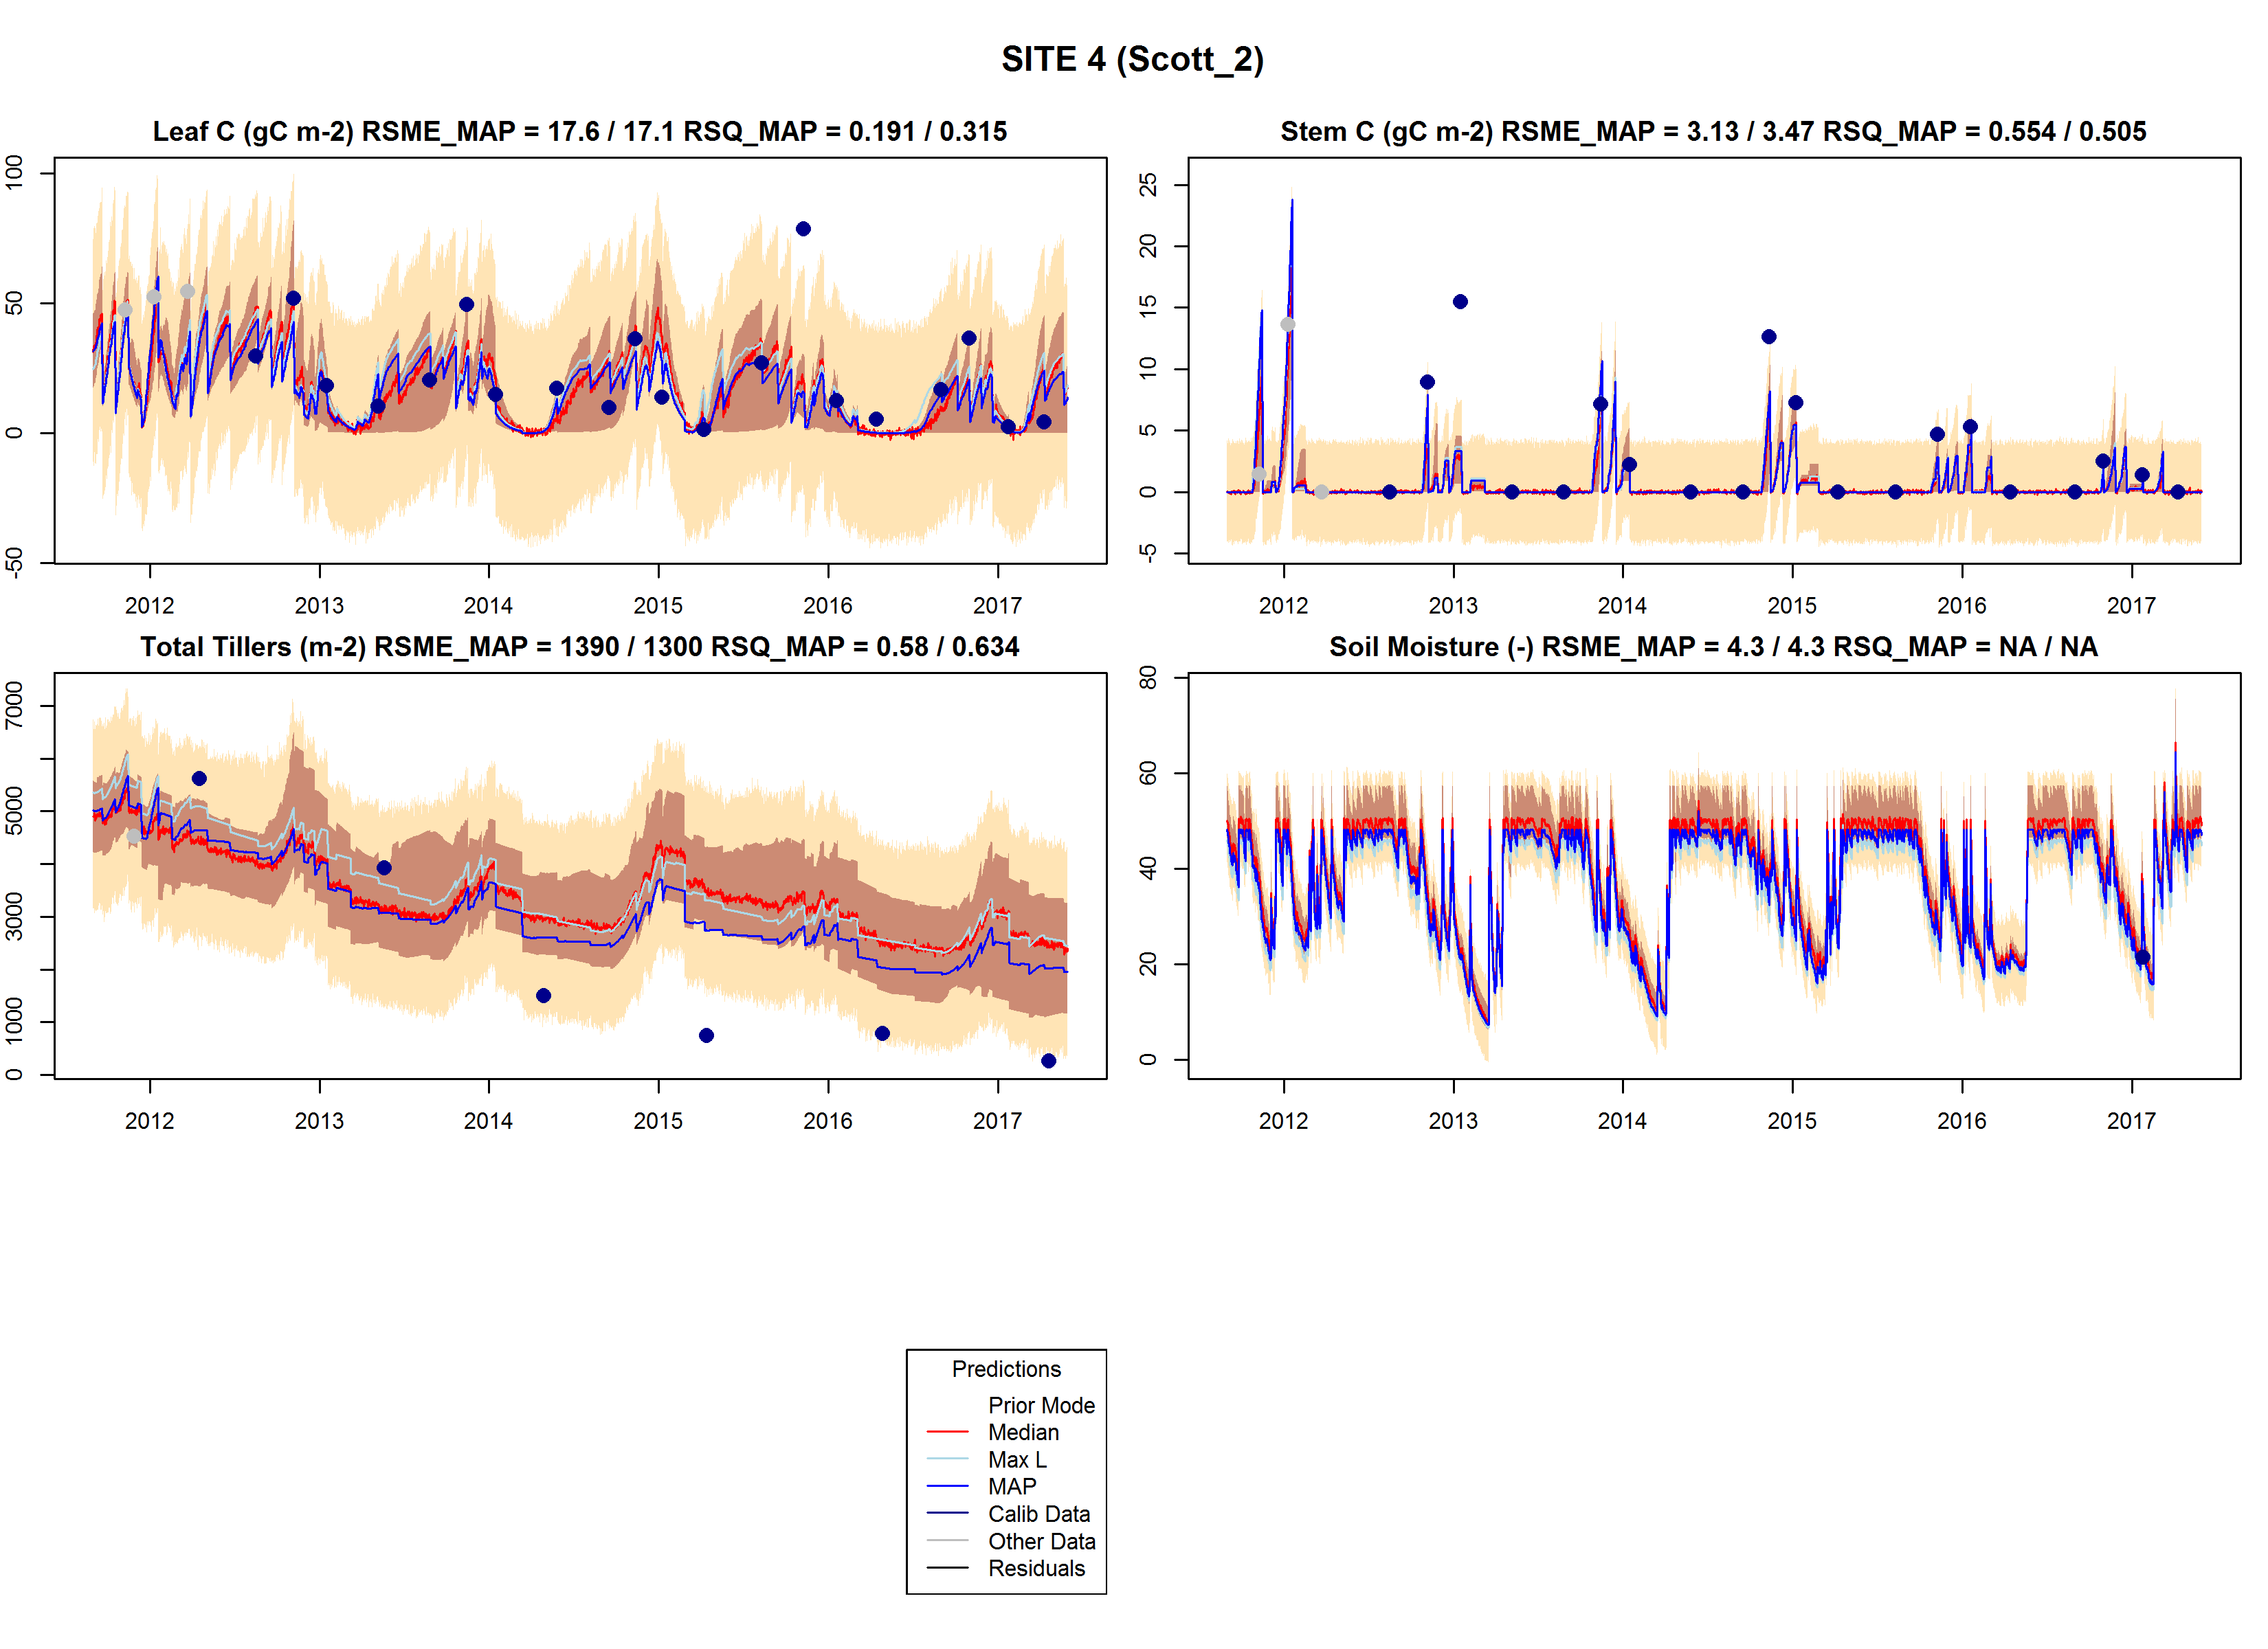 SITE 4 (Scott_2)
Leaf C (gC m-2) RSME_MAP = 17.6 / 17.1 RSQ_MAP = 0.191 / 0.315
100
50
0
-50
2012 2013 2014 2015 2016 2017
Stem C (gC m-2) RSME_MAP = 3.13 / 3.47 RSQ_MAP = 0.554 / 0.505
25
20
15
10
5
0
-5
2012 2013 2014 2015 2016 2017
Total Tillers (m-2) RSME_MAP = 1390 / 1300 RSQ_MAP = 0.58 / 0.634
7000
5000
3000
1000
0
2012 2013 2014 2015 2016 2017
Soil Moisture (-) RSME_MAP = 4.3 / 4.3 RSQ_MAP = NA / NA
80
60
40
20
0
2012 2013 2014 2015 2016 2017
Predictions
Prior Mode
Median
Max L
MAP
Calib Data
Other Data
Residuals